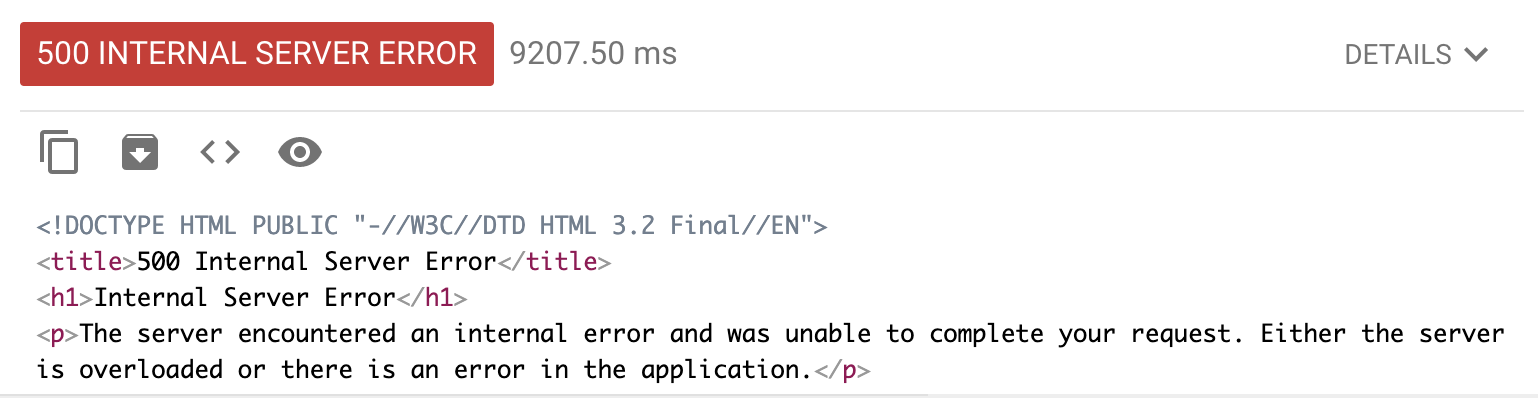 500 INTERNAL SERVER ERROR 9207.50 ms DETAILS
<!DOCTYPE HTML PUBLIC "-//W3C//DTD HTML 3.2 Final//EN">
<title>500 Internal Server Error</title>
<h1>Internal Server Error</h1>
<p>The server encountered an internal error and was unable to complete your request. Either the server
is overloaded or there is an error in the application.</p>